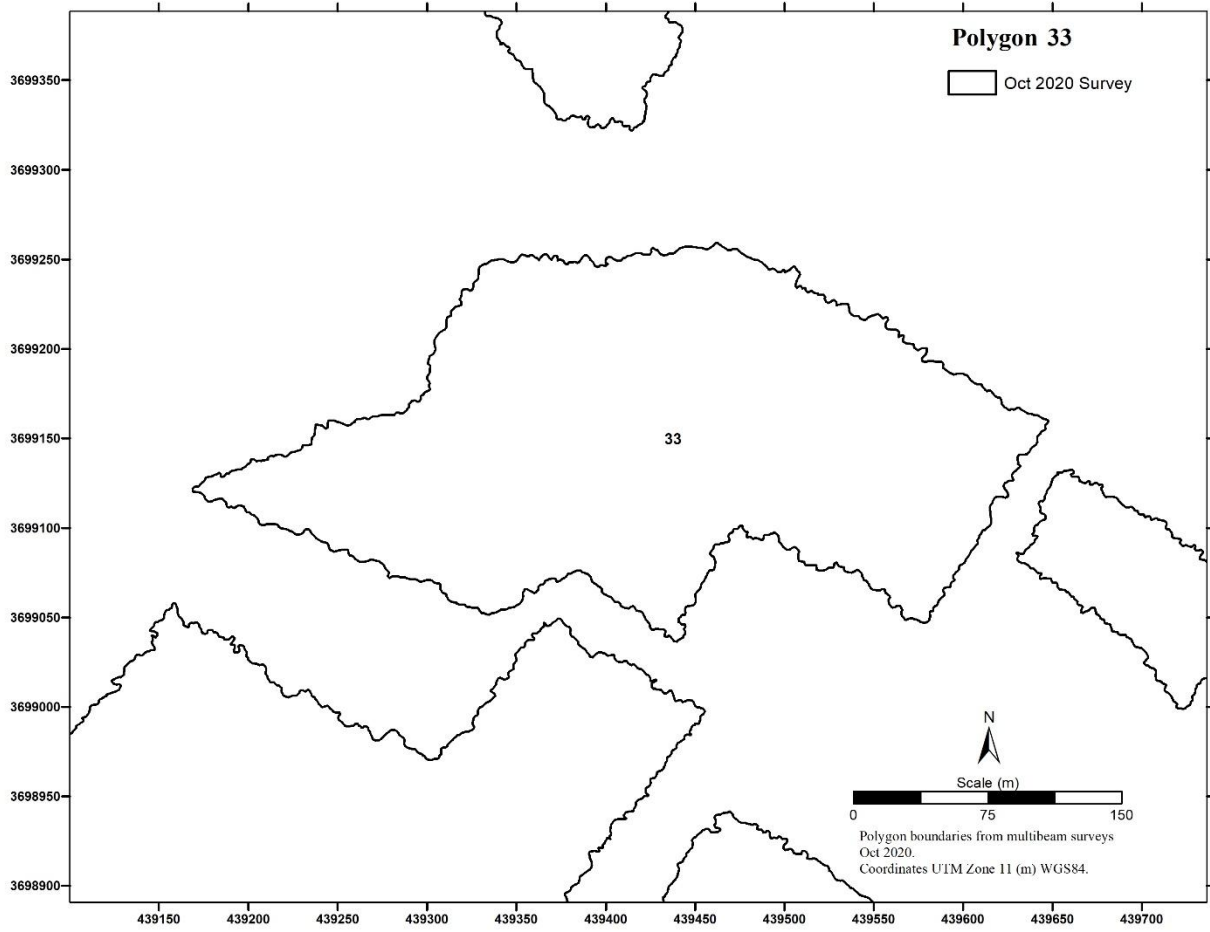 Polygon 33
Oct 2020 Survey
3699350
3699300
3699250
3699200
3699150
3699100
3699050
3699000
3698950
3698900
33
N
Scale (m)
0 75 150
Polygon boundaries from multibeam surveys
Oct 2020.
Coordinates UTM Zone 11 (m) WGS84.
439150 439200 439250 439300 439350 439400 439450 439500 439550 439600 439650 439700